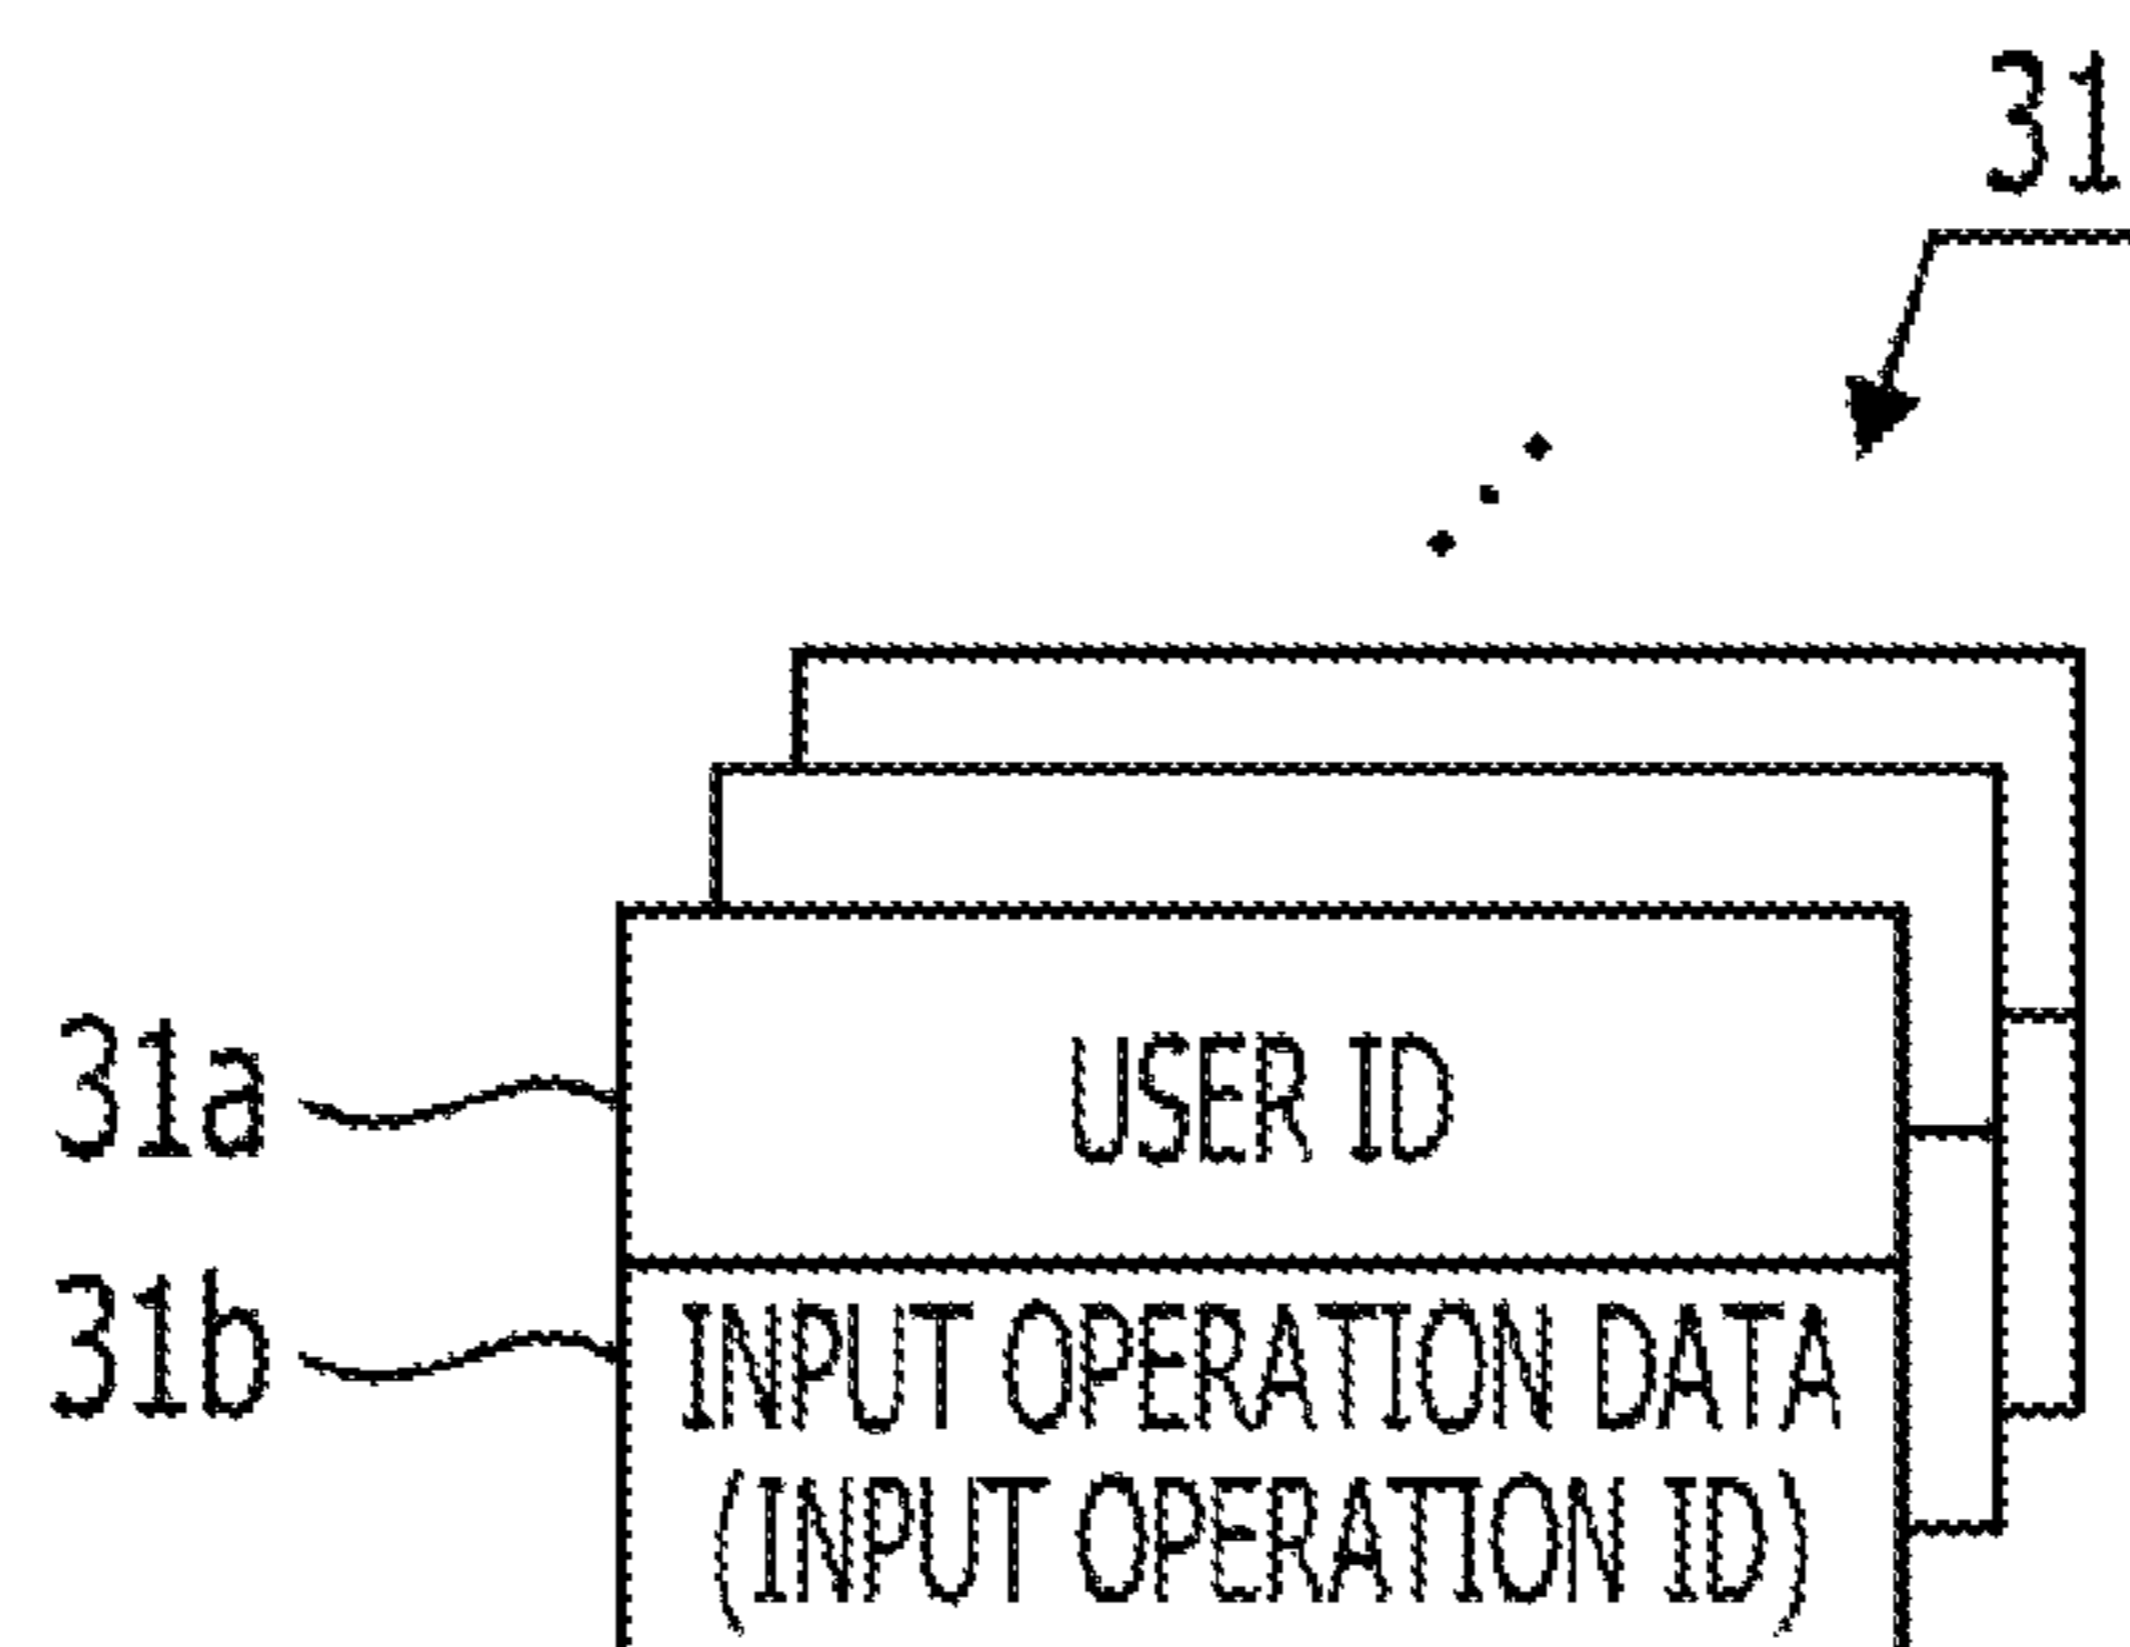 31
31a
USER ID
31b
INPUT OPERATION DATA
(INPUT OPERATION ID)